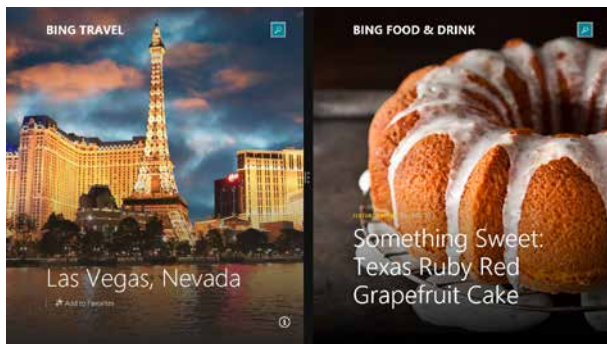 BING TRAVEL
Las Vegas, Nevada
Add to Favorites
BING FOOD & DRINK
Something Sweet:
Texas Ruby Red
Grapefruit Cake